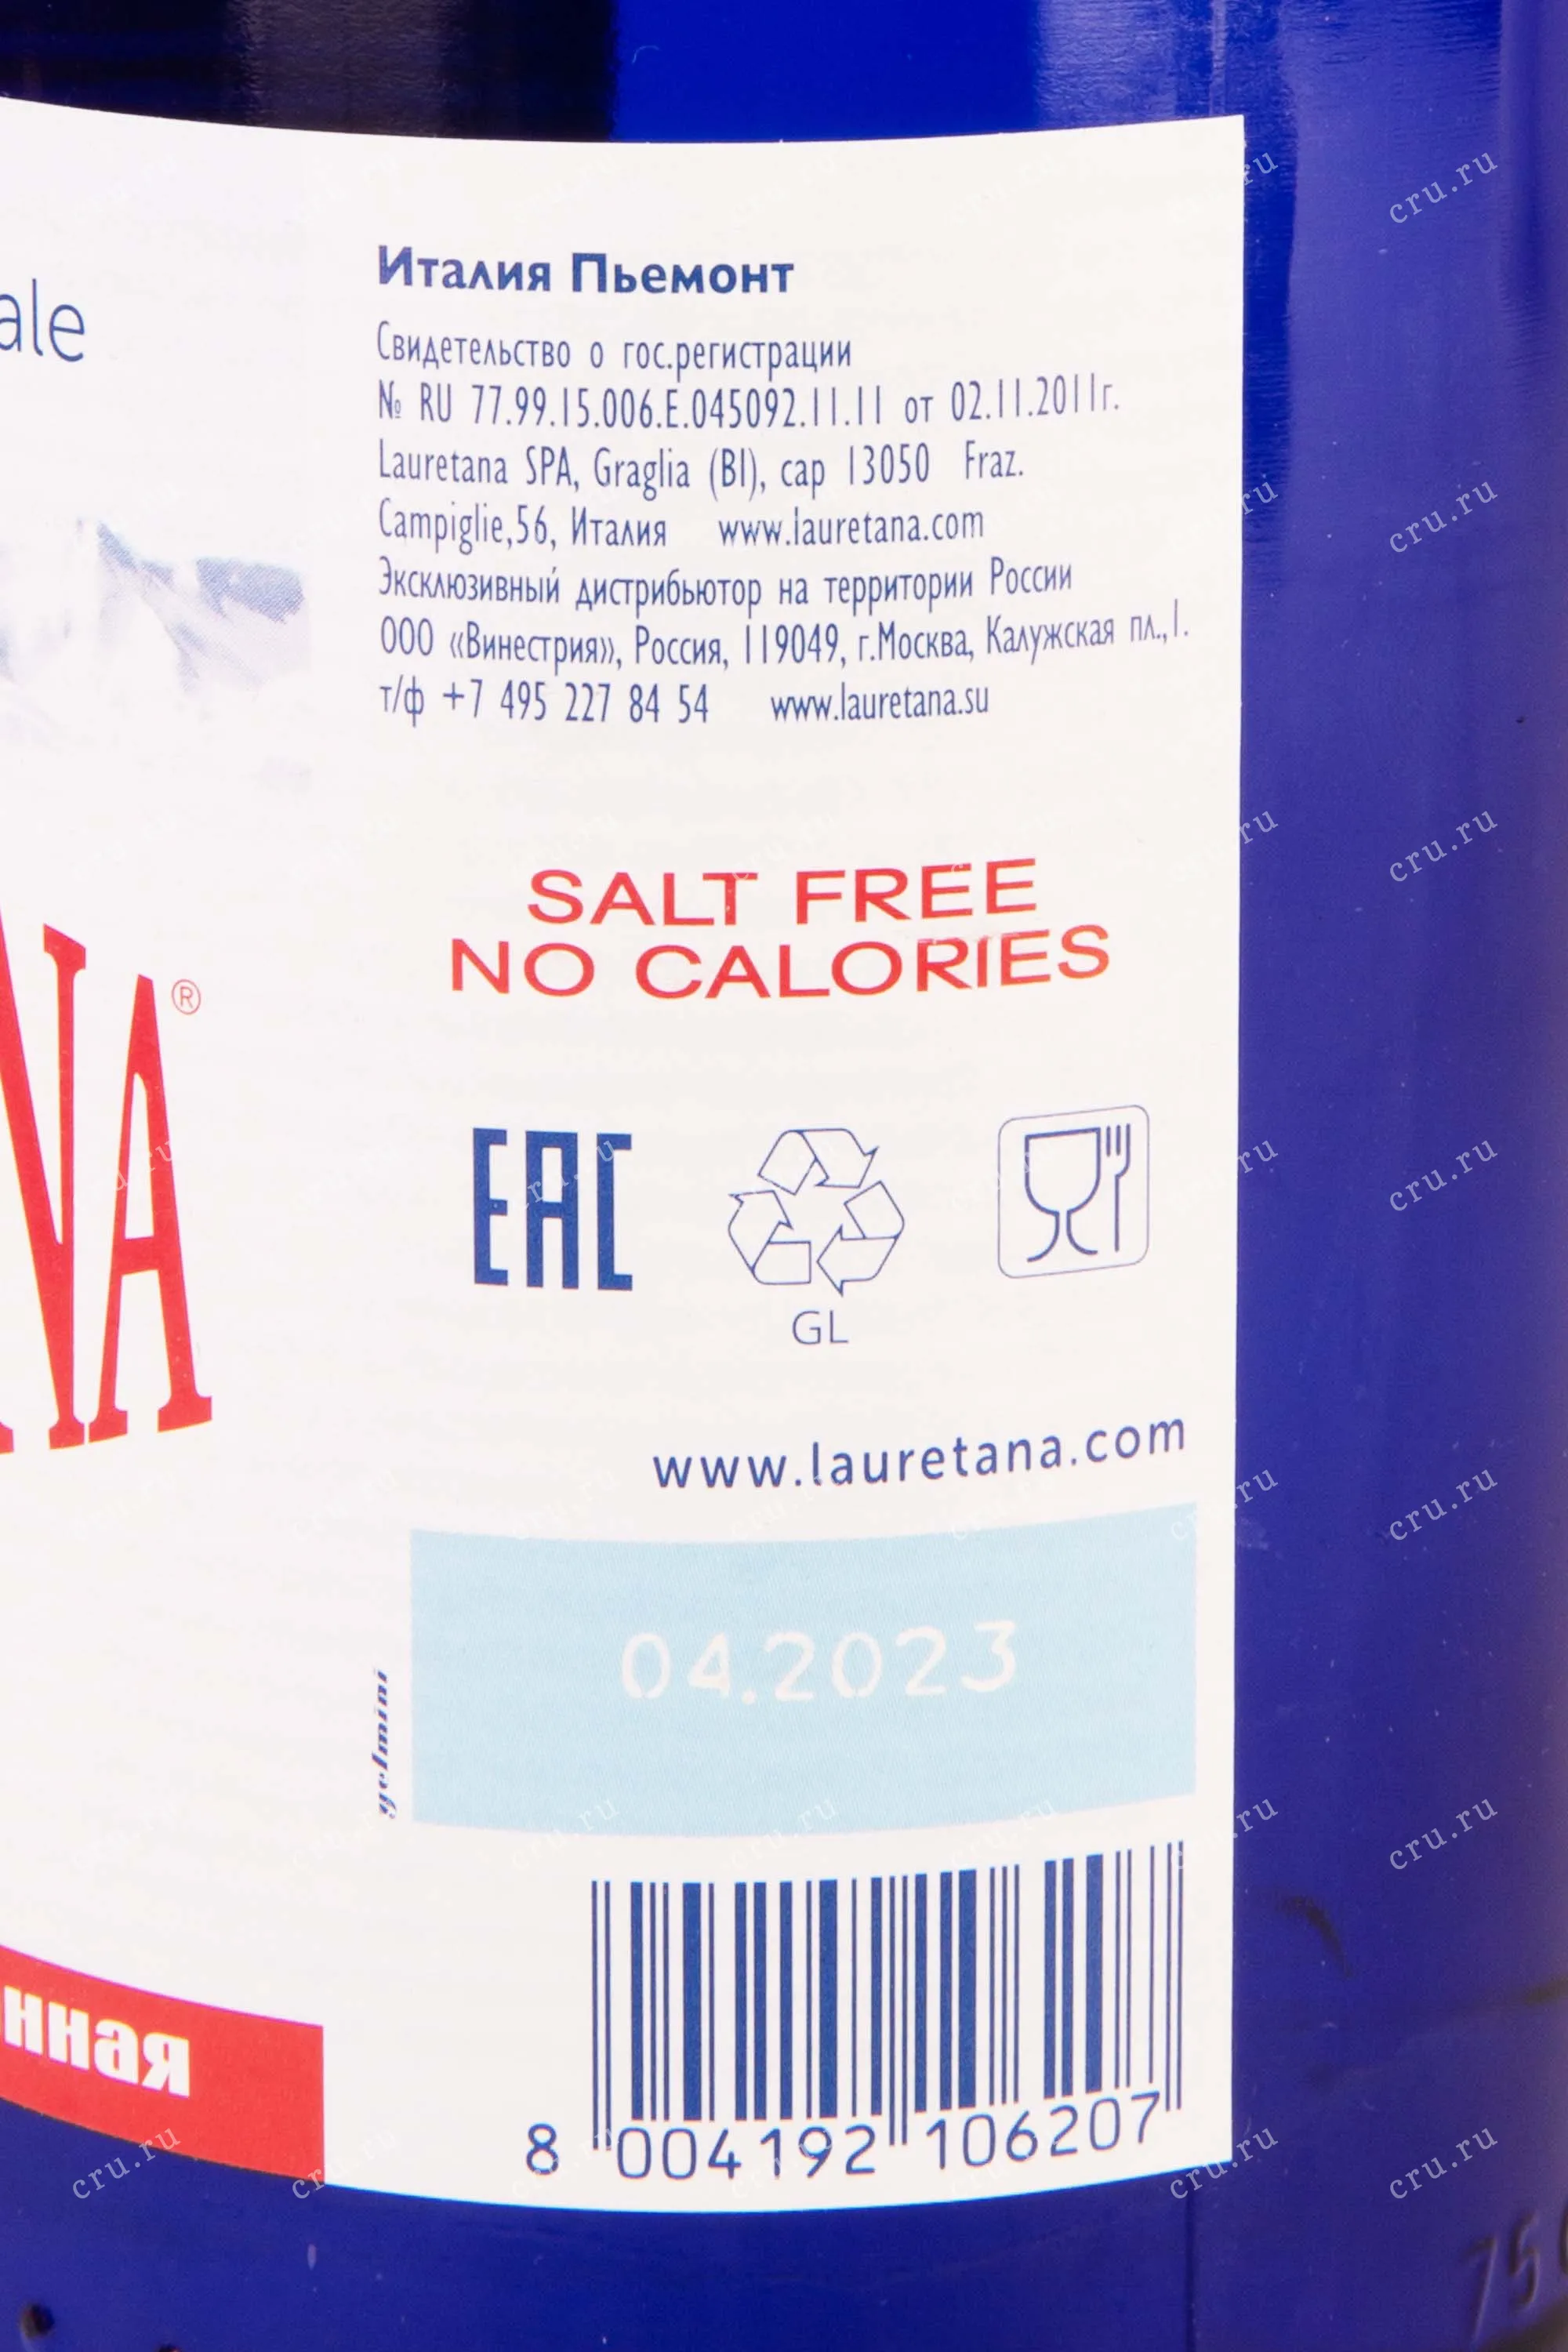 ale
Италия Пьемонт
Свидетельство о гос.регистрации
№ RU 77.99.15.006.Е.045092.11.11 от 02.11.2011г.
Lauretana SPA, Graglia (BI), cap 13050 Fraz.
Campiglie,56, Италия www.lauretana.com
Эксклюзивный дистрибьютор на территории России
ООО «Винестрия», Россия, 119049, г.Москва, Калужская пл.,1.
т/ф +7 495 227 84 54 www.lauretana.su
SALT FREE
NO CALORIES
NA®
EAC
GL
www.lauretana.com
04.2023
gelmini
нная
8 004192 106207
cru.ru